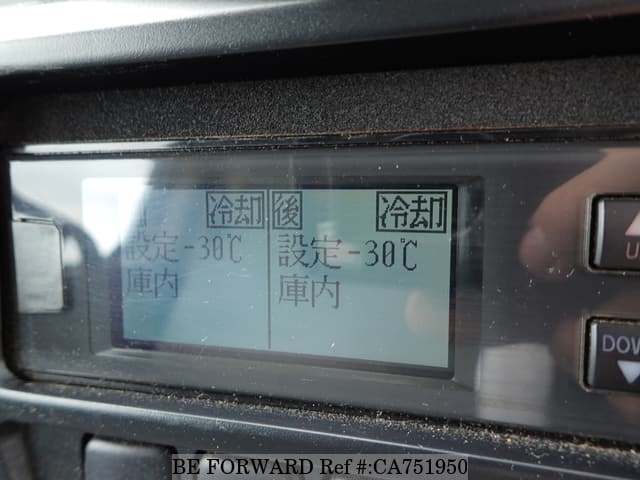 冷却 後 冷却
設定-30℃ 設定-30℃
庫内 庫内
U
DOW
BE FORWARD Ref #:CA751950